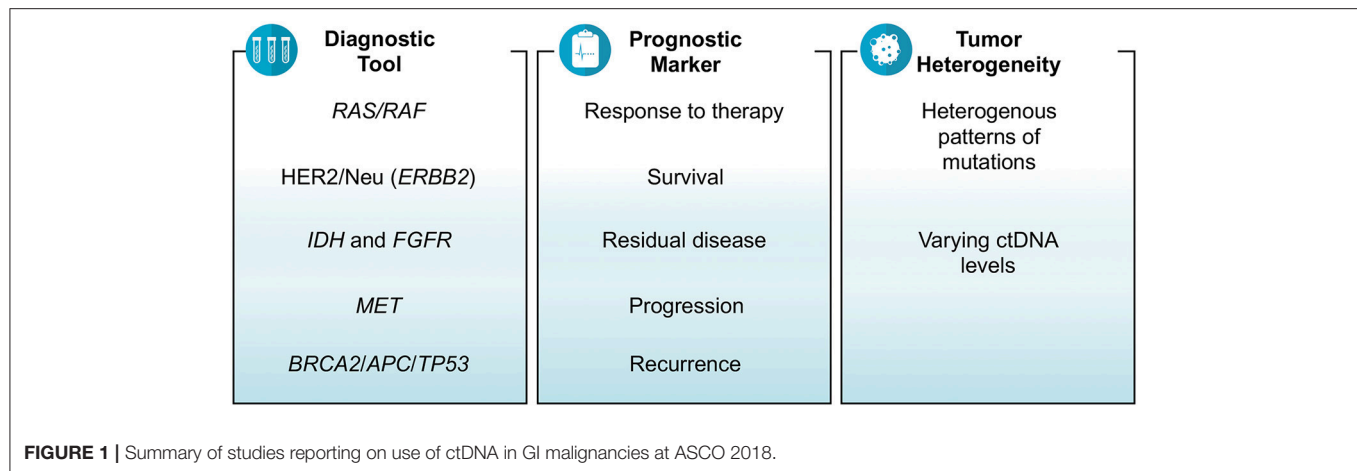 Diagnostic
Tool
RAS/RAF
HER2/Neu (ERBB2)
IDH and FGFR
MET
BRCA2/APC/TP53
Prognostic
Marker
Response to therapy
Survival
Residual disease
Progression
Recurrence
Tumor
Heterogeneity
Heterogenous
patterns of
mutations
Varying ctDNA
levels
FIGURE 1 | Summary of studies reporting on use of ctDNA in GI malignancies at ASCO 2018.